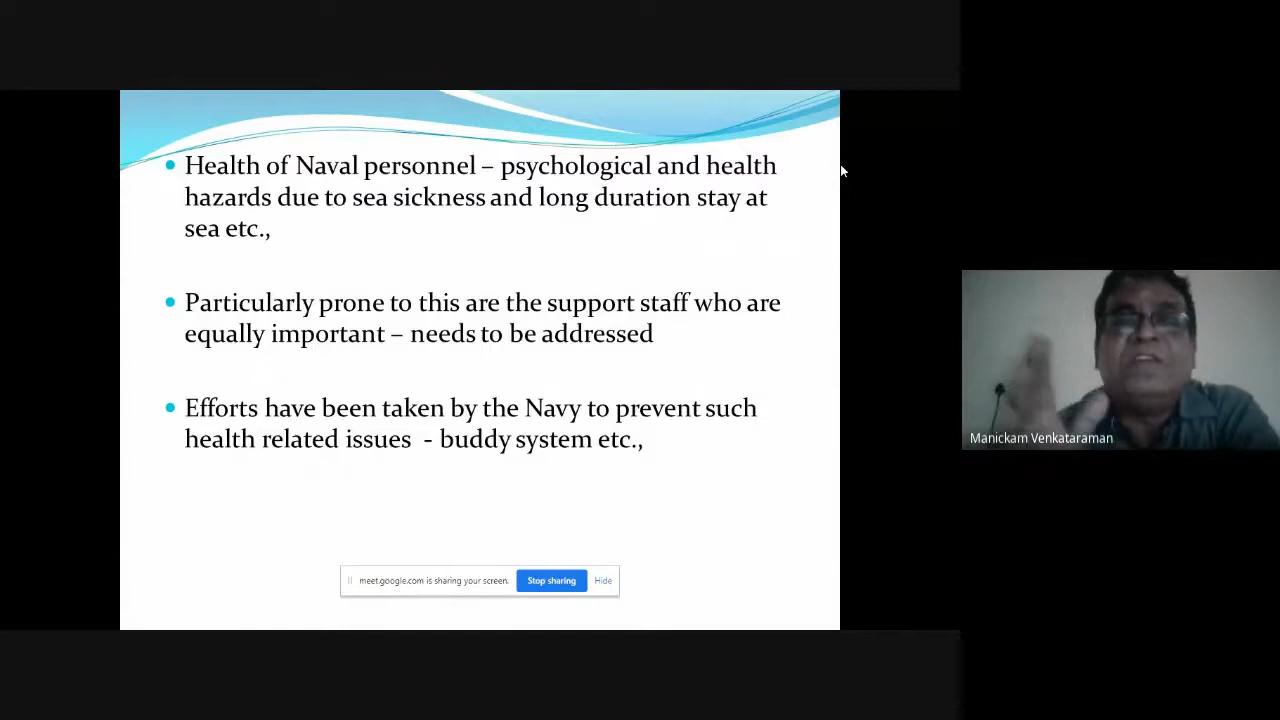 Health of Naval personnel – psychological and health
hazards due to sea sickness and long duration stay at
sea etc.,
Particularly prone to this are the support staff who are
equally important – needs to be addressed
Efforts have been taken by the Navy to prevent such
health related issues  - buddy system etc.,
meet.google.com is sharing your screen.
Stop sharing
Hide
Manickam Venkataraman